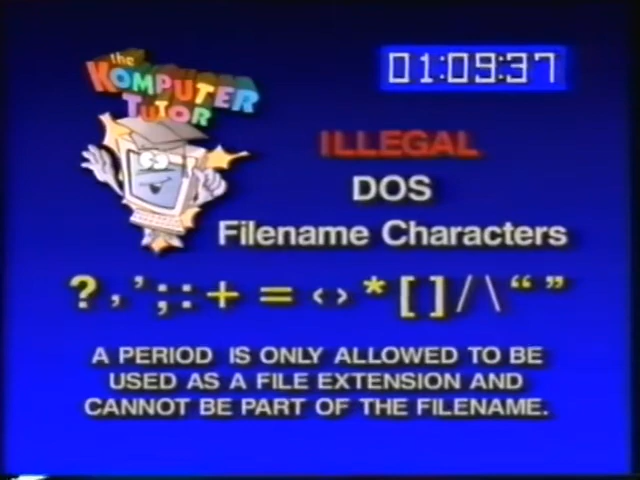 the
KOMPUTER
TUTOR
01:09:37
ILLEGAL
DOS
Filename Characters
? , ' ; : + = < > * [ ] / \ “ ”
A PERIOD IS ONLY ALLOWED TO BE
USED AS A FILE EXTENSION AND
CANNOT BE PART OF THE FILENAME.